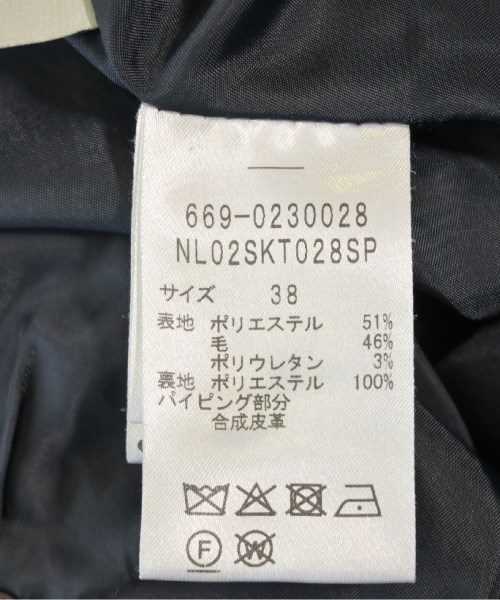 669-0230028
NL02SKT028SP
サイズ 38
表地 ポリエステル 51%
毛 46%
ポリウレタン 3%
裏地 ポリエステル 100%
パイピング部分
合成皮革
F W